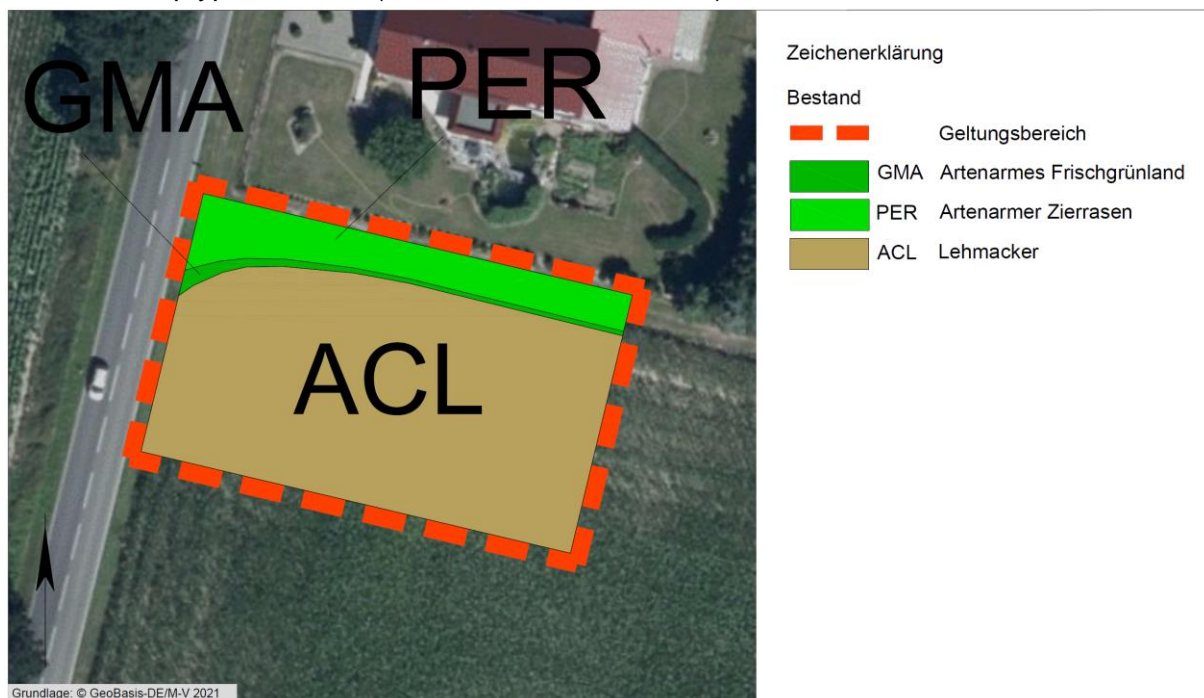 GMA
PER
ACL
Grundlage: © GeoBasis-DE/M-V 2021
Zeichenerklärung
Bestand
Geltungsbereich
GMA Artenarmes Frischgrünland
PER Artenarmer Zierrasen
ACL Lehmacker